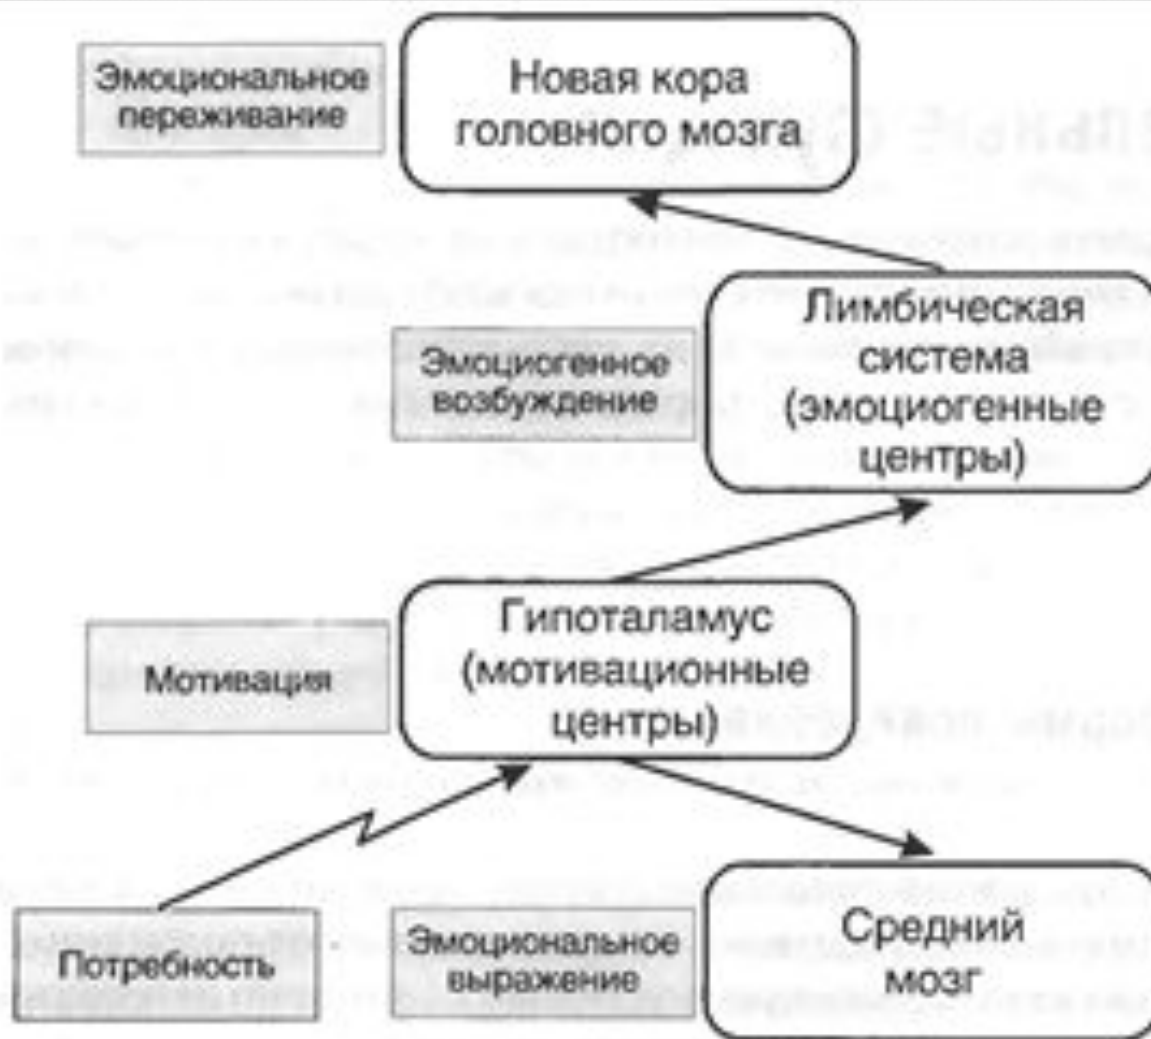 Эмоциональное
переживание
Новая кора
головного мозга
Эмоциогенное
возбуждение
Лимбическая
система
(эмоциогенные
центры)
Мотивация
Гипоталамус
(мотивационные
центры)
Потребность
Эмоциональное
выражение
Средний
мозг